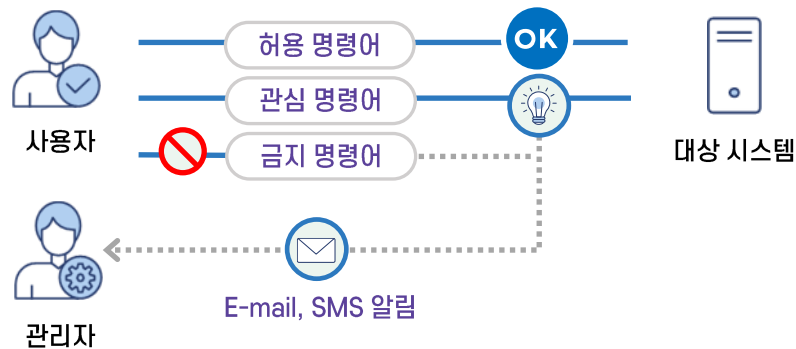 허용 명령어
OK
관심 명령어
사용자
금지 명령어
대상 시스템
E-mail, SMS 알림
관리자